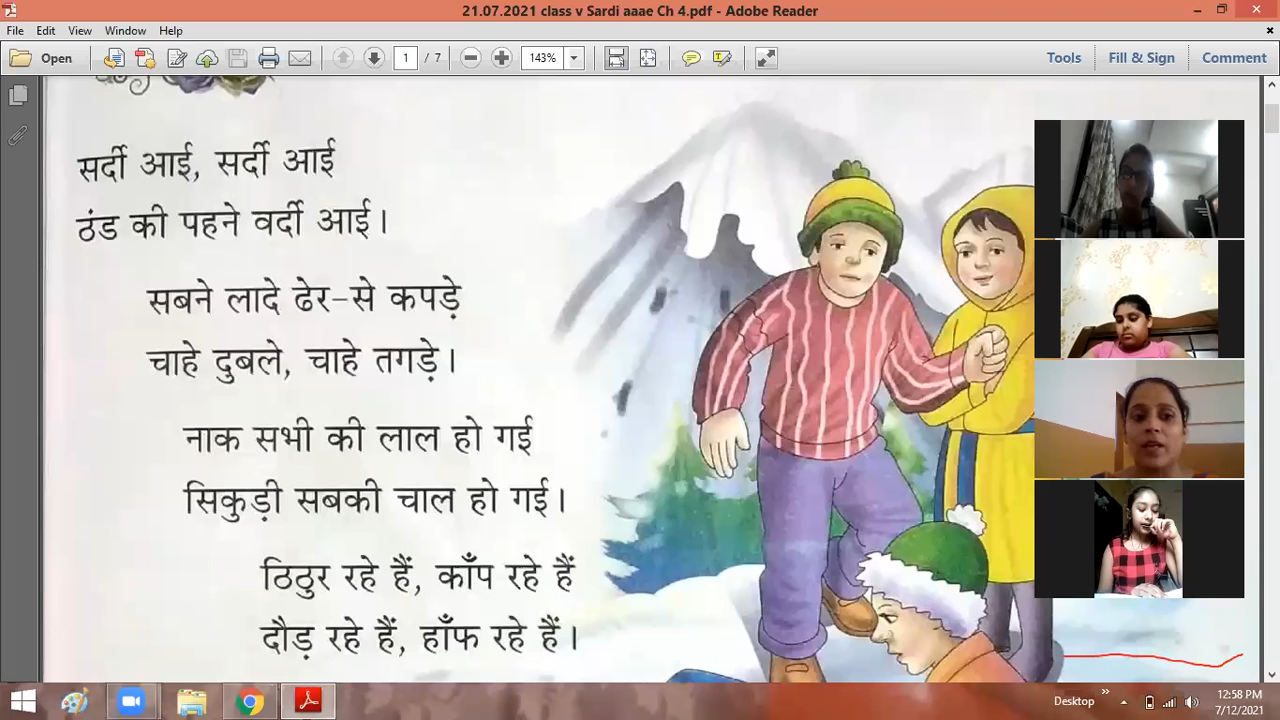 21.07.2021 class v Sardi aaae Ch 4.pdf - Adobe Reader
File Edit View Window Help
Open 1 / 7 143% Tools Fill & Sign Comment
सर्दी आई, सर्दी आई
ठंड की पहने वर्दी आई।
सबने लादे ढेर-से कपड़े
चाहे दुबले, चाहे तगड़े।
नाक सभी की लाल हो गई
सिकुड़ी सबकी चाल हो गई।
ठिठुर रहे हैं, काँप रहे हैं
दौड़ रहे हैं, हाँफ रहे हैं।
Desktop 12:58 PM
7/12/2021